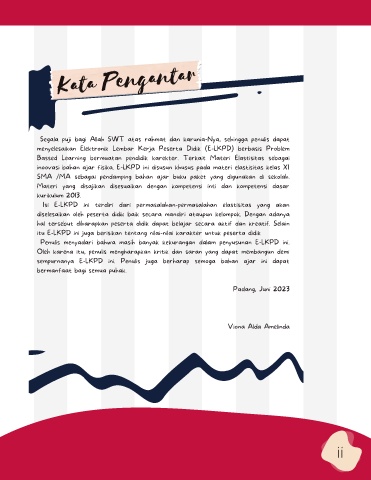 Kata Pengantar
Segala puji bagi Allah SWT atas rahmat dan karunia-Nya, sehingga penulis dapat
menyelesaikan Elektronik Lembar Kerja Peserta Didik (E-LKPD) berbasis Problem
Bassed Learning bermuatan pendidik karakter. Terkait Materi Elastisitas sebagai
inovasi bahan ajar fisika, E-LKPD ini disusun khusus pada materi elastisitas kelas XI
SMA /MA sebagai pendamping bahan ajar buku paket yang digunakan di sekolah.
Materi yang disajikan disesuaikan dengan kompetensi inti dan kompetensi dasar
kurikulum 2013.
Isi E-LKPD ini terdiri dari permasalahan-permasalahan elastisitas yang akan
diselesaikan oleh peserta didik baik secara mandiri ataupun kelompok. Dengan adanya
hal tersebut diharapkan peserta didik dapat belajar secara aktif dan kreatif. Selain
itu E-LKPD ini juga berisikan tentang nilai-nilai karakter untuk peserta didik.
Penulis menyadari bahwa masih banyak kekurangan dalam penyusunan E-LKPD ini.
Oleh karena itu, penulis mengharapkan kritik dan saran yang dapat membangun demi
sempurnanya E-LKPD ini. Penulis juga berharap semoga bahan ajar ini dapat
bermanfaat bagi semua pihak.
Padang, Juni 2023
Viona Alda Amelinda
ii